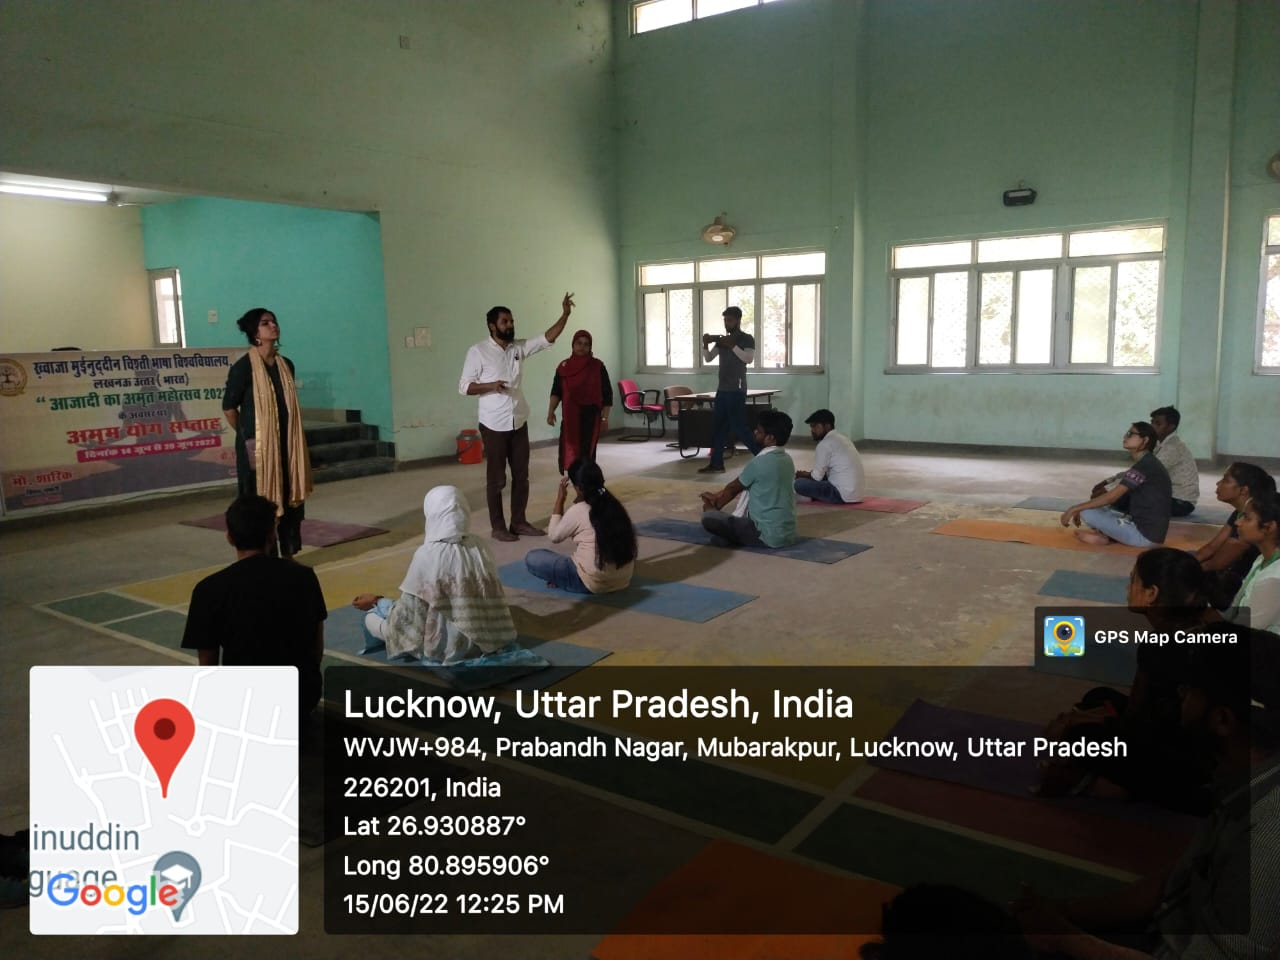 ख़्वाजा मुईनुद्दीन चिश्ती भाषा विश्वविद्यालय,
लखनऊ उत्तर (भारत)
“ आजादी का अमृत महोत्सव 2022
के अवसर पर
अमृत योग सप्ताह
दिनांक 14 जून से 20 जून 2022
मो. शारिक
GPS Map Camera
Lucknow, Uttar Pradesh, India
WVJW+984, Prabandh Nagar, Mubarakpur, Lucknow, Uttar Pradesh
226201, India
Lat 26.930887°
Long 80.895906°
15/06/22 12:25 PM
inuddin
guage
Google